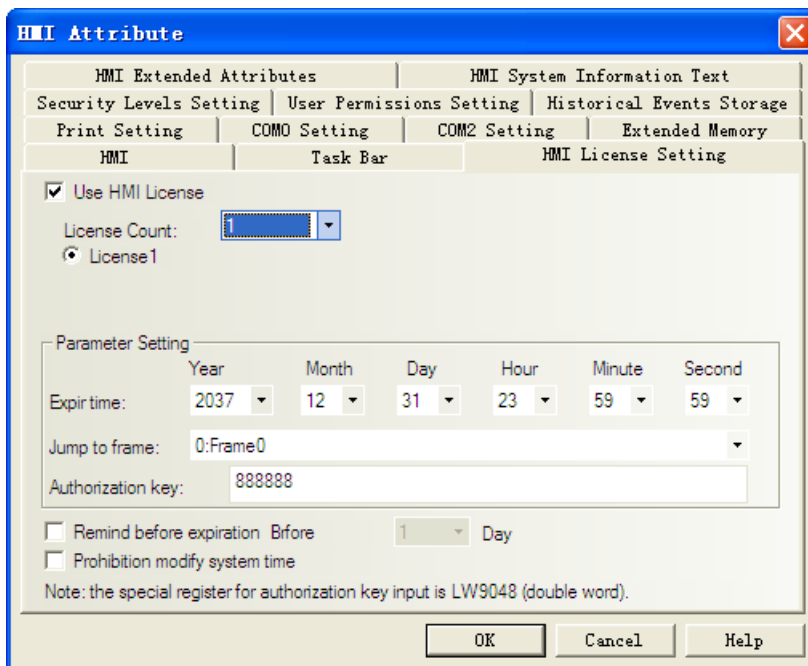 HMI Attribute
HMI Extended Attributes HMI System Information Text
Security Levels Setting User Permissions Setting Historical Events Storage
Print Setting COM0 Setting COM2 Setting Extended Memory
HMI Task Bar HMI License Setting
Use HMI License
License Count: 1
License1
Parameter Setting
Year Month Day Hour Minute Second
Expir time: 2037 12 31 23 59 59
Jump to frame: 0:Frame0
Authorization key: 888888
Remind before expiration Brfore 1 Day
Prohibition modify system time
Note: the special register for authorization key input is LW9048 (double word).
OK Cancel Help